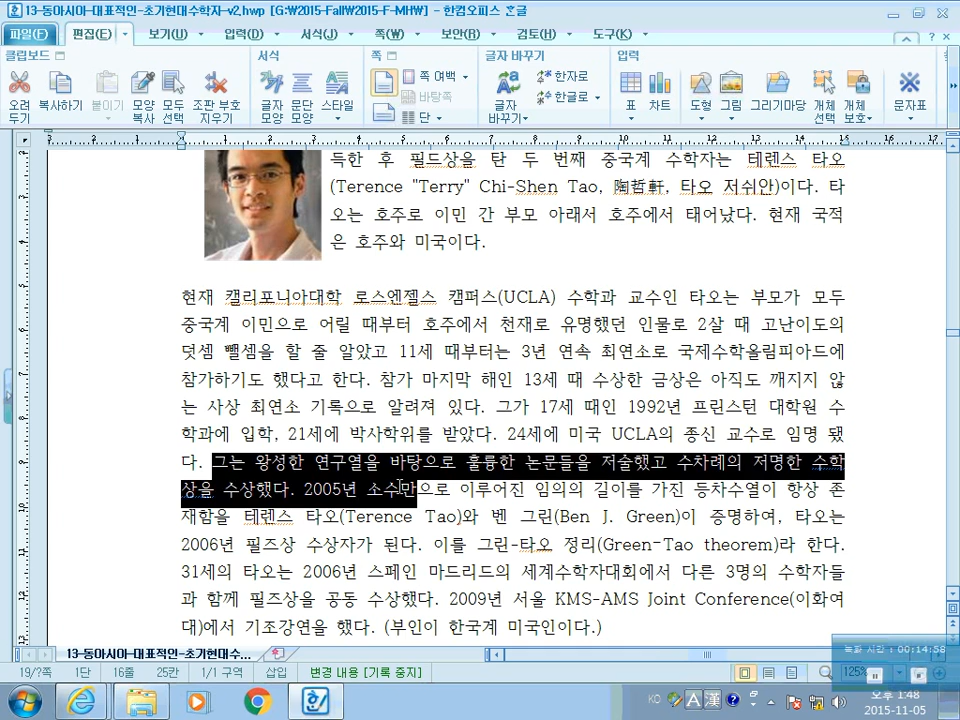 13-동아시아-대표적인-초기현대수학자-v2.hwp [G:\2015-Fall\2015-F-MH\] - 한컴오피스 한글
파일(F) 편집(E) 보기(U) 입력(D) 서식(J) 쪽(W) 보안(R) 검토(H) 도구(K)
클립보드 서식 쪽 글자 바꾸기 입력
오려 두기 복사하기 붙이기 모양 복사 모두 선택 조판 부호 지우기 글자 모양 문단 모양 스타일 쪽 여백 바탕쪽 단 글자 바꾸기 한자로 한글로 표 차트 도형 그림 그리기마당 개체 선택 개체 보호 문자표
득한 후 필드상을 탄 두 번째 중국계 수학자는 테렌스 타오
(Terence "Terry" Chi-Shen Tao, 陶哲軒, 타오 저쉬안)이다. 타
오는 호주로 이민 간 부모 아래서 호주에서 태어났다. 현재 국적
은 호주와 미국이다.
현재 캘리포니아대학 로스엔젤스 캠퍼스(UCLA) 수학과 교수인 타오는 부모가 모두
중국계 이민으로 어릴 때부터 호주에서 천재로 유명했던 인물로 2살 때 고난이도의
덧셈 뺄셈을 할 줄 알았고 11세 때부터는 3년 연속 최연소로 국제수학올림피아드에
참가하기도 했다고 한다. 참가 마지막 해인 13세 때 수상한 금상은 아직도 깨지지 않
는 사상 최연소 기록으로 알려져 있다. 그가 17세 때인 1992년 프린스턴 대학원 수
학과에 입학, 21세에 박사학위를 받았다. 24세에 미국 UCLA의 종신 교수로 임명 됐
다. 그는 왕성한 연구열을 바탕으로 훌륭한 논문들을 저술했고 수차례의 저명한 수학
상을 수상했다. 2005년 소수만으로 이루어진 임의의 길이를 가진 등차수열이 항상 존
재함을 테렌스 타오(Terence Tao)와 벤 그린(Ben J. Green)이 증명하여, 타오는
2006년 필즈상 수상자가 된다. 이를 그린-타오 정리(Green-Tao theorem)라 한다.
31세의 타오는 2006년 스페인 마드리드의 세계수학자대회에서 다른 3명의 수학자들
과 함께 필즈상을 공동 수상했다. 2009년 서울 KMS-AMS Joint Conference(이화여
대)에서 기조강연을 했다. (부인이 한국계 미국인이다.)
13-동아시아-대표적인-초기현대수...
녹화 시간 : 00:14:58
19/?쪽 1단 16줄 25칸 1/1 구역 삽입 변경 내용 [기록 중지] 125%
KO A 漢 오후 1:48
2015-11-05